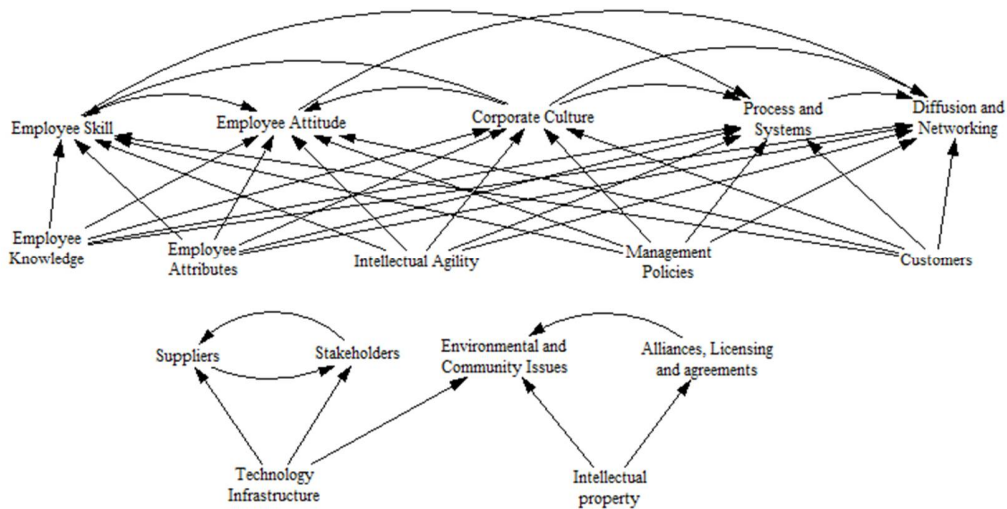 Employee Skill
Employee Attitude
Corporate Culture
Process and
Systems
Diffusion and
Networking
Employee
Knowledge
Employee
Attributes
Intellectual Agility
Management
Policies
Customers
Suppliers
Stakeholders
Environmental and
Community Issues
Alliances, Licensing
and agreements
Technology
Infrastructure
Intellectual
property